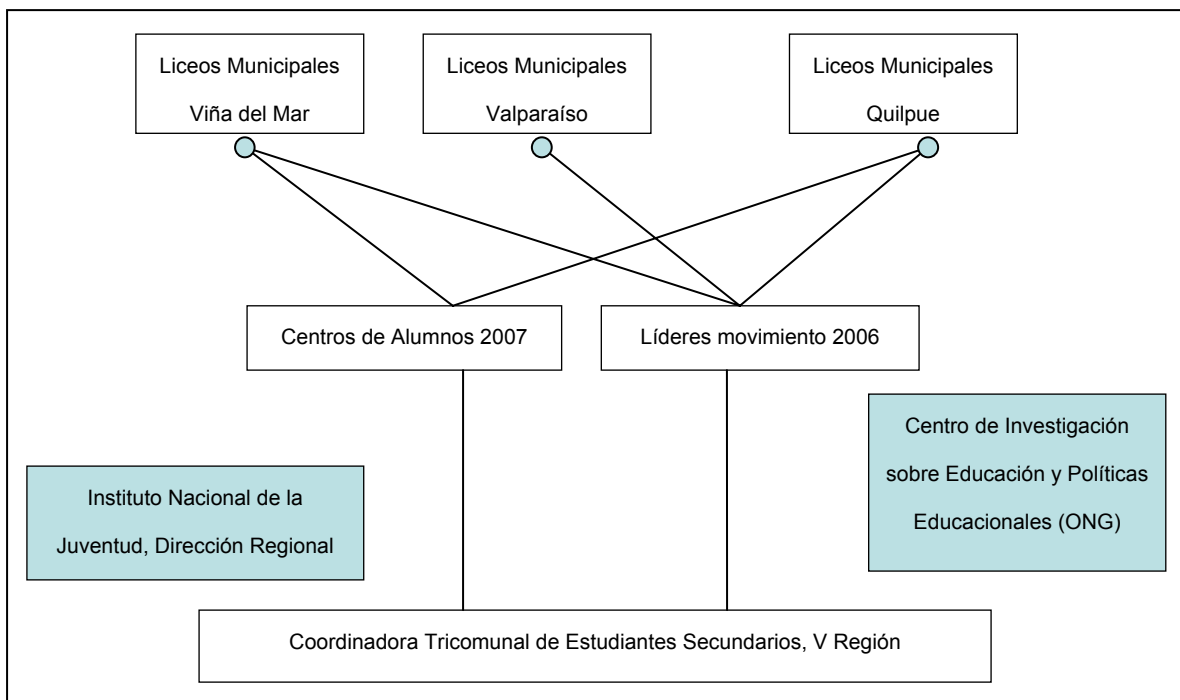 Liceos Municipales
Viña del Mar
Liceos Municipales
Valparaíso
Liceos Municipales
Quilpue
Centros de Alumnos 2007
Líderes movimiento 2006
Centro de Investigación
sobre Educación y Políticas
Educacionales (ONG)
Instituto Nacional de la
Juventud, Dirección Regional
Coordinadora Tricomunal de Estudiantes Secundarios, V Región